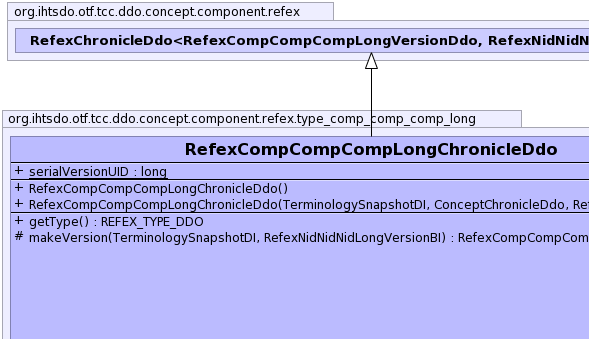 org.ihtsdo.otf.tcc.ddo.concept.component.refex
RefexChronicleDdo<RefexCompCompCompLongVersionDdo, RefexNidNidN
org.ihtsdo.otf.tcc.ddo.concept.component.refex.type_comp_comp_comp_long
RefexCompCompCompLongChronicleDdo
+ serialVersionUID : long
+ RefexCompCompCompLongChronicleDdo()
+ RefexCompCompCompLongChronicleDdo(TerminologySnapshotDI, ConceptChronicleDdo, Ref
+ getType() : REFEX_TYPE_DDO
# makeVersion(TerminologySnapshotDI, RefexNidNidNidLongVersionBI) : RefexCompCompCom